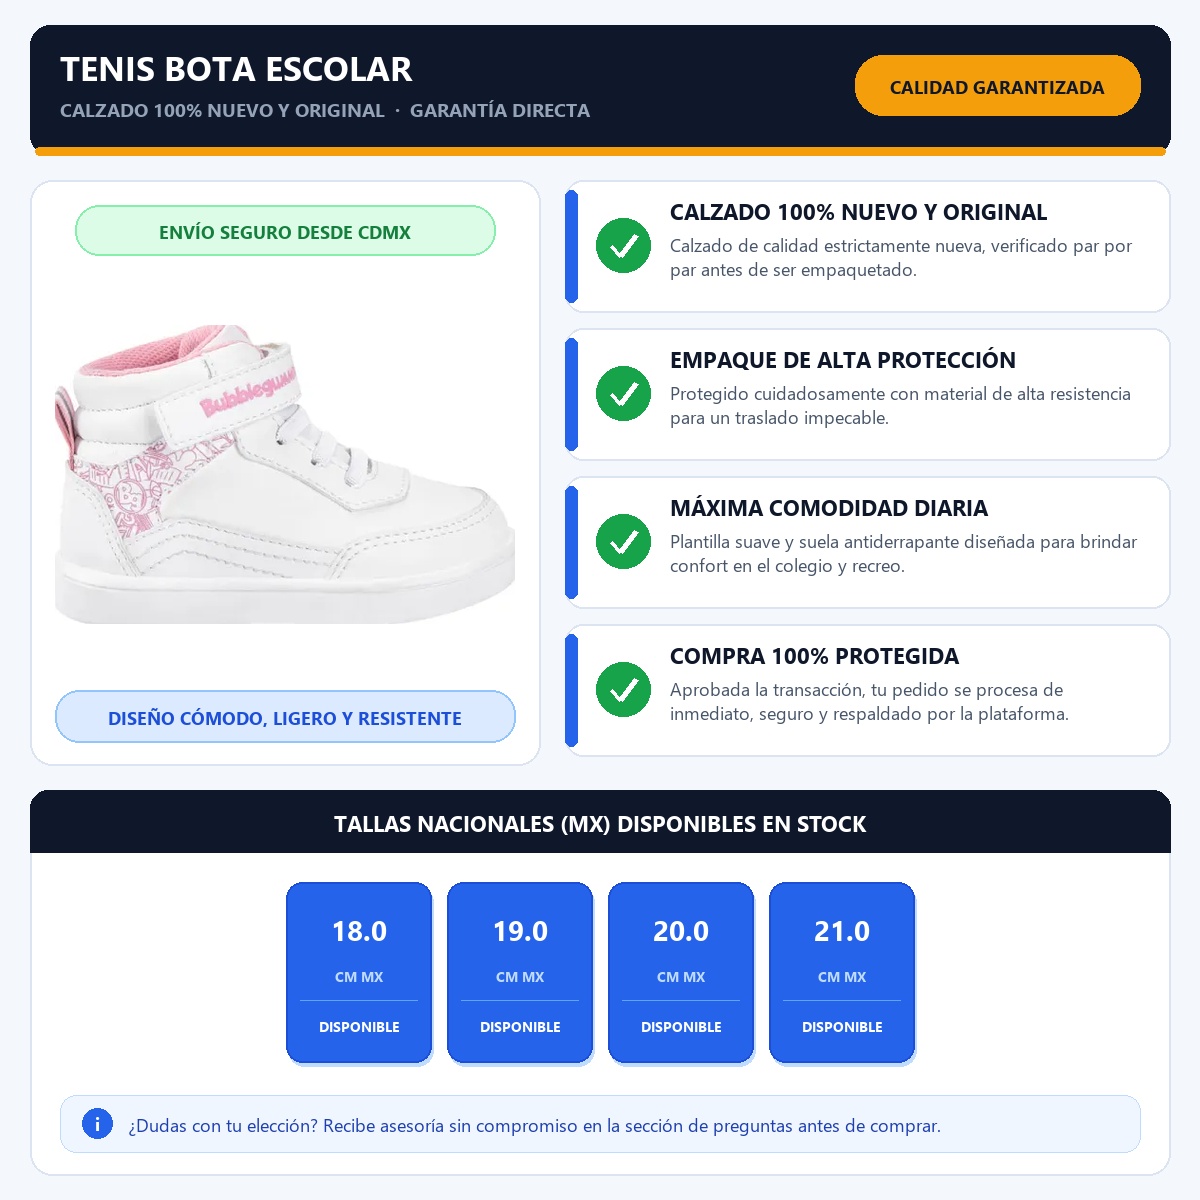 TENIS BOTA ESCOLAR
CALZADO 100% NUEVO Y ORIGINAL · GARANTÍA DIRECTA
CALIDAD GARANTIZADA
ENVÍO SEGURO DESDE CDMX
Bubblegummers
DISEÑO CÓMODO, LIGERO Y RESISTENTE
CALZADO 100% NUEVO Y ORIGINAL
Calzado de calidad estrictamente nueva, verificado par por
par antes de ser empaquetado.
EMPAQUE DE ALTA PROTECCIÓN
Protegido cuidadosamente con material de alta resistencia
para un traslado impecable.
MÁXIMA COMODIDAD DIARIA
Plantilla suave y suela antiderrapante diseñada para brindar
confort en el colegio y recreo.
COMPRA 100% PROTEGIDA
Aprobada la transacción, tu pedido se procesa de
inmediato, seguro y respaldado por la plataforma.
TALLAS NACIONALES (MX) DISPONIBLES EN STOCK
18.0
CM MX
DISPONIBLE
19.0
CM MX
DISPONIBLE
20.0
CM MX
DISPONIBLE
21.0
CM MX
DISPONIBLE
¿Dudas con tu elección? Recibe asesoría sin compromiso en la sección de preguntas antes de comprar.